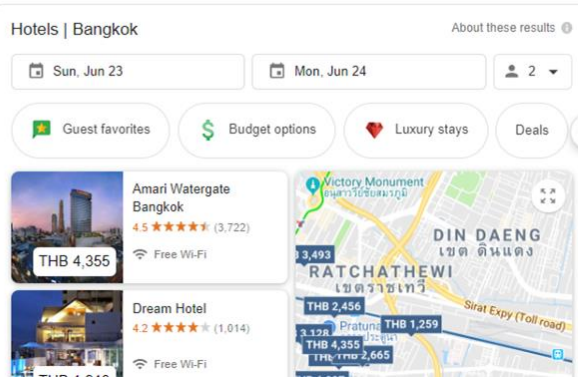 Hotels | Bangkok
About these results
Sun, Jun 23
Mon, Jun 24
2
Guest favorites
Budget options
Luxury stays
Deals
Amari Watergate
Bangkok
4.5 (3,722)
Free Wi-Fi
THB 4,355
Dream Hotel
4.2 (1,014)
Free Wi-Fi
Victory Monument
อนุสาวรีย์ชัยสมรภูมิ
DIN DAENG
เขต ดินแดง
3,493
RATCHATHEWI
เขตราชเทวี
THB 2,456
Sirat Expy (Toll road)
THB 1,259
3,128
THB 4,355
THB 2,665